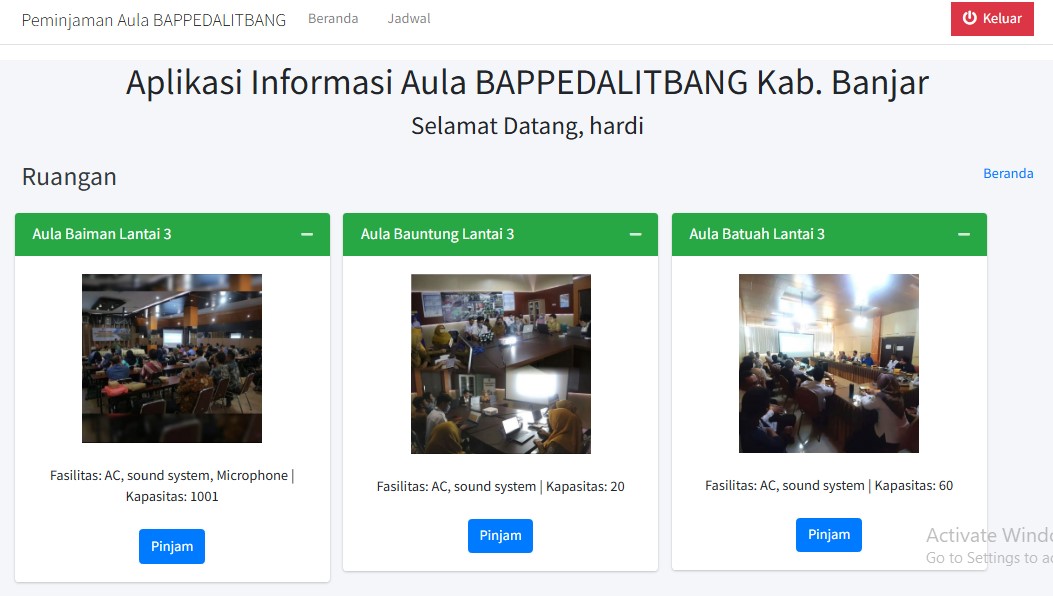 Peminjaman Aula BAPPEDALITBANG Beranda Jadwal Keluar
Aplikasi Informasi Aula BAPPEDALITBANG Kab. Banjar
Selamat Datang, hardi
Ruangan
Beranda
Aula Baiman Lantai 3
Fasilitas: AC, sound system, Microphone |
Kapasitas: 1001
Pinjam
Aula Bauntung Lantai 3
Fasilitas: AC, sound system | Kapasitas: 20
Pinjam
Aula Batuah Lantai 3
Fasilitas: AC, sound system | Kapasitas: 60
Pinjam
Activate Windo
Go to Settings to ac